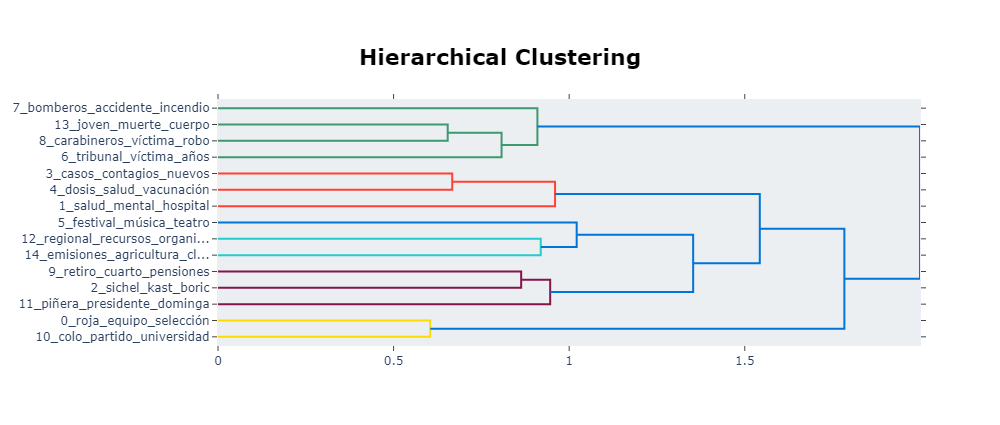 Hierarchical Clustering
7_bomberos_accidente_incendio
13_joven_muerte_cuerpo
8_carabineros_víctima_robo
6_tribunal_víctima_años
3_casos_contagios_nuevos
4_dosis_salud_vacunación
1_salud_mental_hospital
5_festival_música_teatro
12_regional_recursos_organi...
14_emisiones_agricultura_cl...
9_retiro_cuarto_pensiones
2_sichel_kast_boric
11_piñera_presidente_dominga
0_roja_equipo_selección
10_colo_partido_universidad
0 0.5 1 1.5